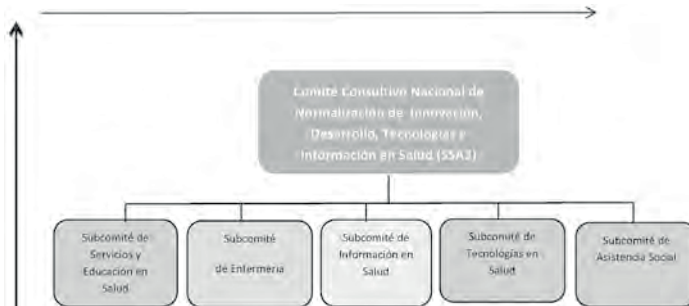 Comité Consultivo Nacional de
Normalización de Innovación,
Desarrollo, Tecnologías e
Información en Salud (SSA3)
Subcomité de
Servicios y
Educación en
Salud
Subcomité
de Enfermería
Subcomité de
Información en
Salud
Subcomité de
Tecnologías en
Salud
Subcomité de
Asistencia Social